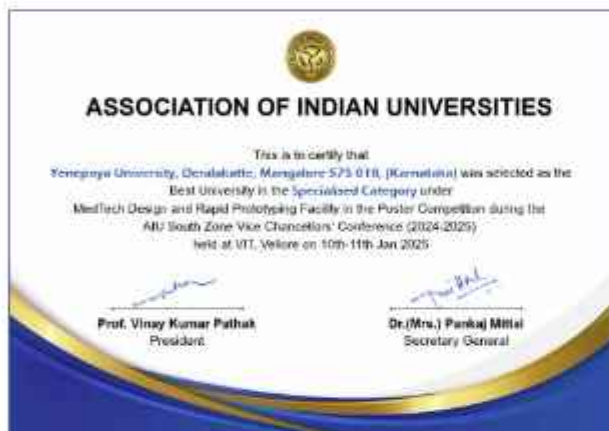 ASSOCIATION OF INDIAN UNIVERSITIES
This is to certify that
Yenepoya University, Deralakatte, Mangalore 575 018, (Karnataka) was selected as the
Best University in the Specialised Category under
MedTech Design and Rapid Prototyping Facility in the Poster Competition during the
AIU South Zone Vice Chancellors' Conference (2024-2025)
held at VIT, Vellore on 10th-11th Jan 2025
Prof. Vinay Kumar Pathak
President
Dr.(Mrs.) Pankaj Mittal
Secretary General